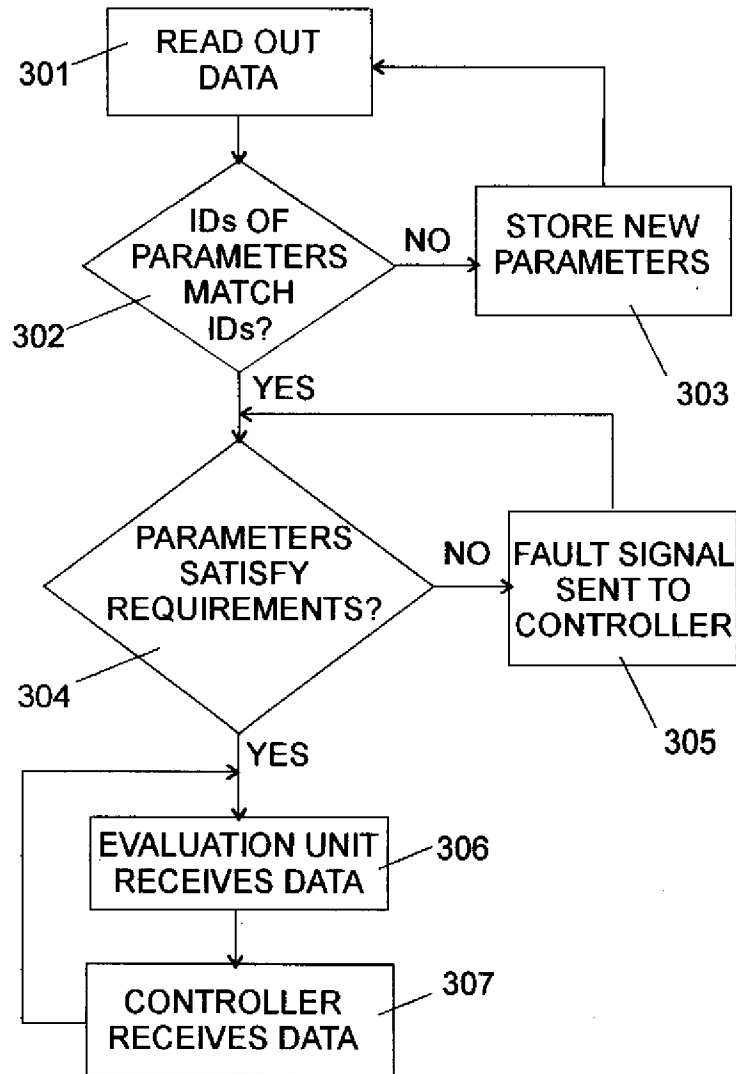 301
READ OUT
DATA
IDs OF
PARAMETERS
MATCH
IDs?
302
NO
STORE NEW
PARAMETERS
303
YES
PARAMETERS
SATISFY
REQUIREMENTS?
304
NO
FAULT SIGNAL
SENT TO
CONTROLLER
305
YES
EVALUATION UNIT
RECEIVES DATA
306
CONTROLLER
RECEIVES DATA
307